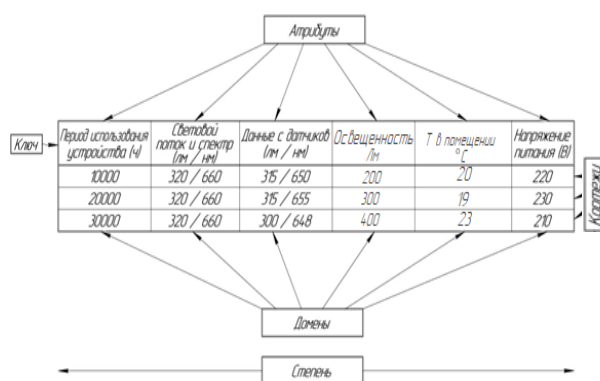 Атрибуты
Ключ
Период использования
устройства (ч)
Световой
поток и спектр
(лм / нм)
Данные с датчиков
(лм / нм)
Освещенность
Лм
Т в помещении
°С
Напряжение
питания (В)
10000 320 / 660 315 / 650 200 20 220
20000 320 / 660 315 / 655 300 19 230
30000 320 / 660 300 / 648 400 23 210
Кортежи
Домены
Степень